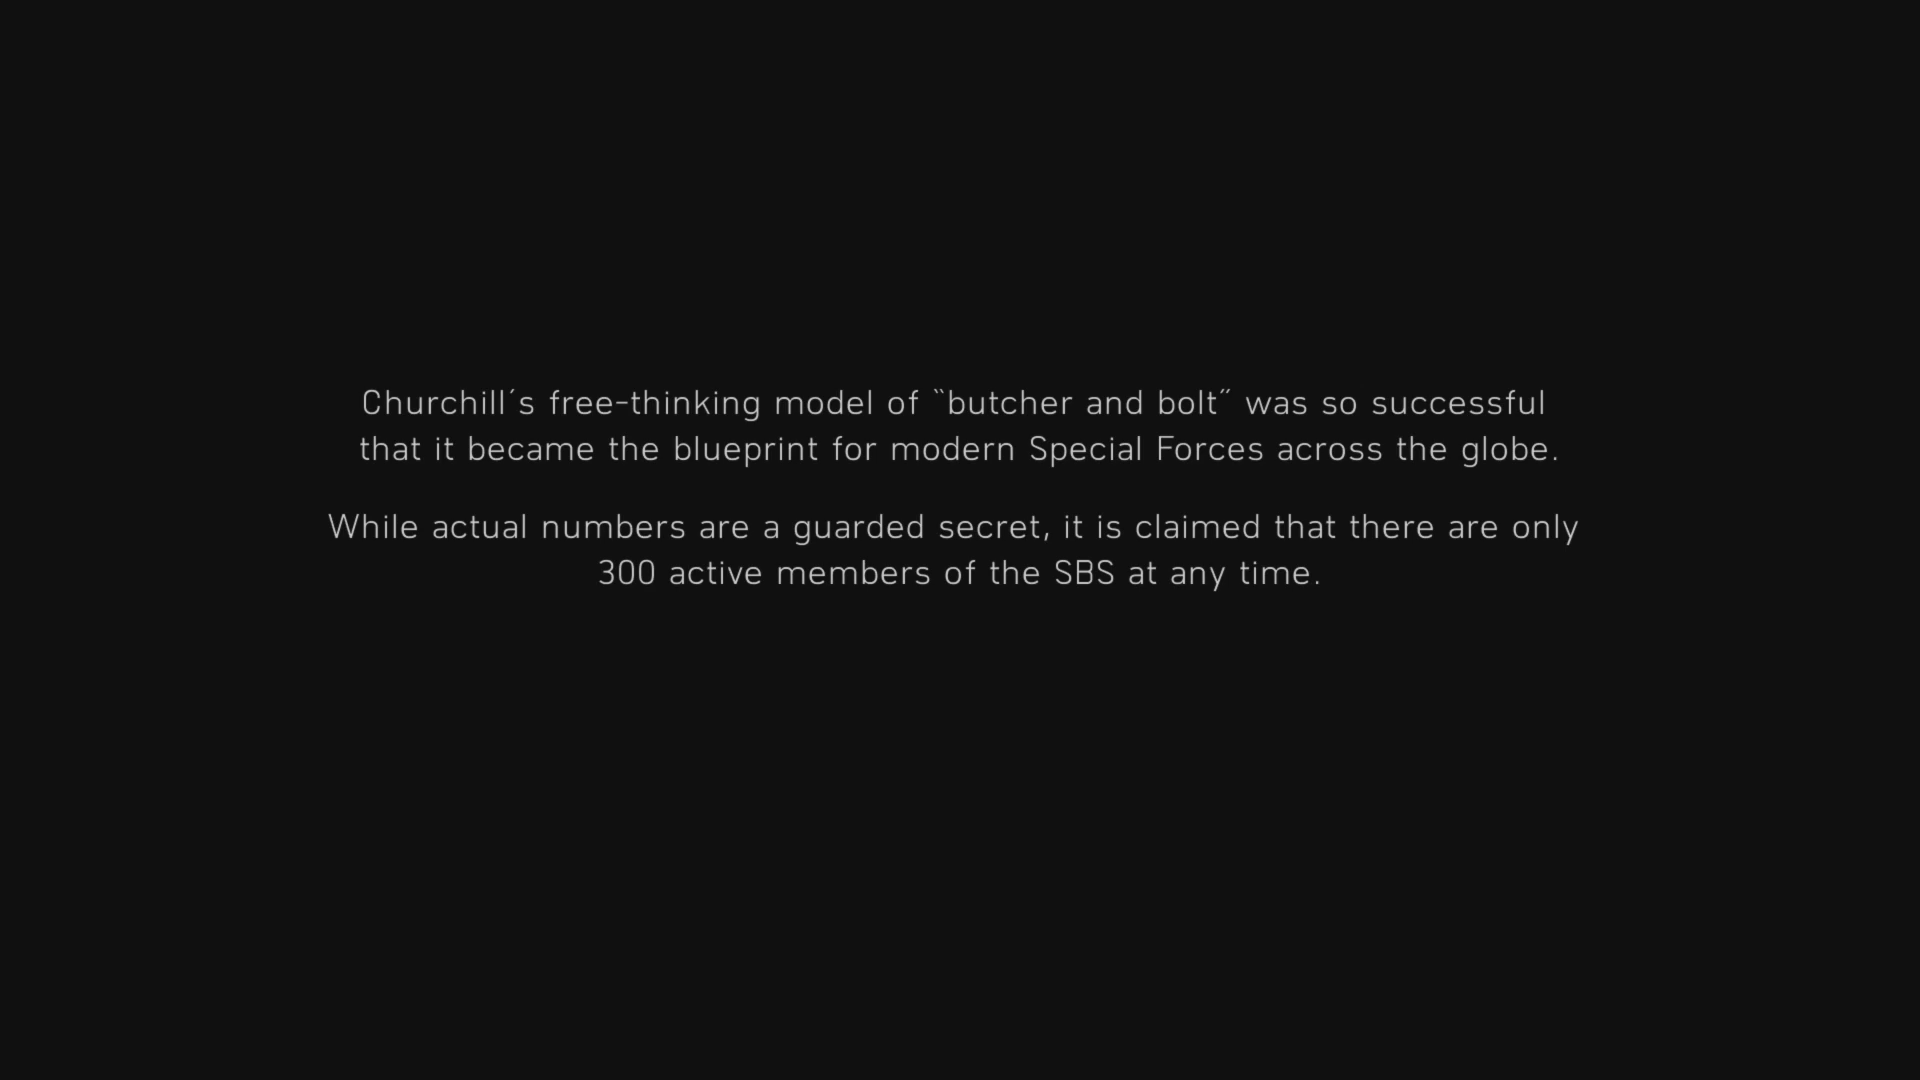 Churchill´s free-thinking model of ‶butcher and bolt″ was so successful
that it became the blueprint for modern Special Forces across the globe.
While actual numbers are a guarded secret, it is claimed that there are only
300 active members of the SBS at any time.